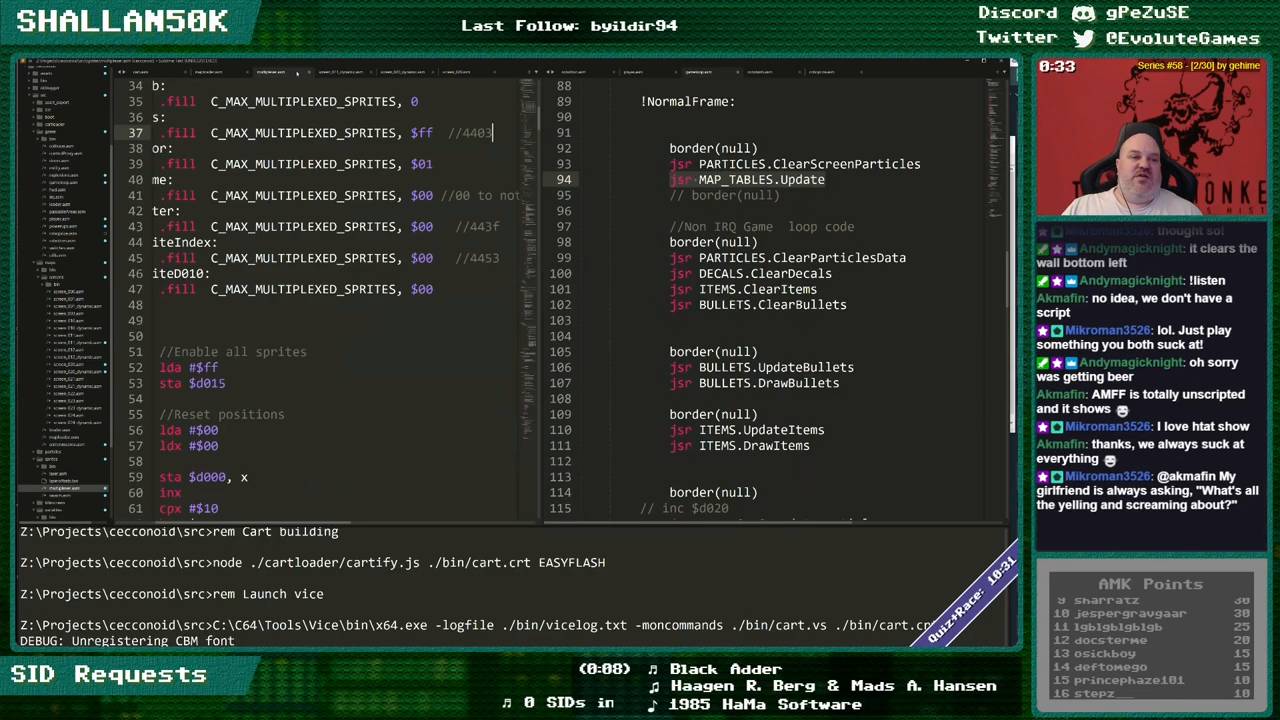 SHALLAN50K
Last Follow: byildir94
Discord gPeZuSE
Twitter @EvoluteGames
34 b:
35 .fill C_MAX_MULTIPLEXED_SPRITES, 0
36 s:
37 .fill C_MAX_MULTIPLEXED_SPRITES, $ff //4403
38 or:
39 .fill C_MAX_MULTIPLEXED_SPRITES, $01
40 me:
41 .fill C_MAX_MULTIPLEXED_SPRITES, $00 //00 to not
42 ter:
43 .fill C_MAX_MULTIPLEXED_SPRITES, $00 //443f
44 iteIndex:
45 .fill C_MAX_MULTIPLEXED_SPRITES, $00 //4453
46 iteD010:
47 .fill C_MAX_MULTIPLEXED_SPRITES, $00
48
49
50
51 //Enable all sprites
52 lda #$ff
53 sta $d015
54
55 //Reset positions
56 lda #$00
57 ldx #$00
58
59 sta $d000, x
60 inx
61 cpx #$10
88
89 !NormalFrame:
90
91
92 border(null)
93 jsr PARTICLES.ClearScreenParticles
94 jsr MAP_TABLES.Update
95 // border(null)
96
97 //Non IRQ Game loop code
98 border(null)
99 jsr PARTICLES.ClearParticlesData
100 jsr DECALS.ClearDecals
101 jsr ITEMS.ClearItems
102 jsr BULLETS.ClearBullets
103
104
105 border(null)
106 jsr BULLETS.UpdateBullets
107 jsr BULLETS.DrawBullets
108
109 border(null)
110 jsr ITEMS.UpdateItems
111 jsr ITEMS.DrawItems
112
113
114 border(null)
115 // inc $d020
Z:\Projects\cecconoid\src>rem Cart building
Z:\Projects\cecconoid\src>node ./cartloader/cartify.js ./bin/cart.crt EASYFLASH
Z:\Projects\cecconoid\src>rem Launch vice
Z:\Projects\cecconoid\src>C:\C64\Tools\Vice\bin\x64.exe -logfile ./bin/vicelog.txt -moncommands ./bin/cart.vs ./bin/cart.cr
DEBUG: Unregistering CBM font
Quiz+Race: 10:31
0:33
Series #58 - [2/30] by gehime
thought so!
Andymagicknight: it clears the
wall bottom left
Andymagicknight: !listen
Akmafin: no idea, we don't have a
script
Mikroman3526: lol. Just play
something you both suck at!
Andymagicknight: oh sorry
was getting beer
Akmafin: AMFF is totally unscripted
and it shows
Mikroman3526: I love htat show
Akmafin: thanks, we always suck at
everything
Mikroman3526: @akmafin My
girlfriend is always asking, "What's all
the yelling and screaming about?"
AMK Points
9 sharratz 30
10 jespergravgaar 30
11 lgblgblgblgb 25
12 docsterme 20
13 osickboy 15
14 deftomego 15
15 princephaze101 10
16 stepz__ 10
SID Requests
(0:08) Black Adder
Haagen R. Berg & Mads A. Hansen
0 SIDs in
1985 HaMa Software